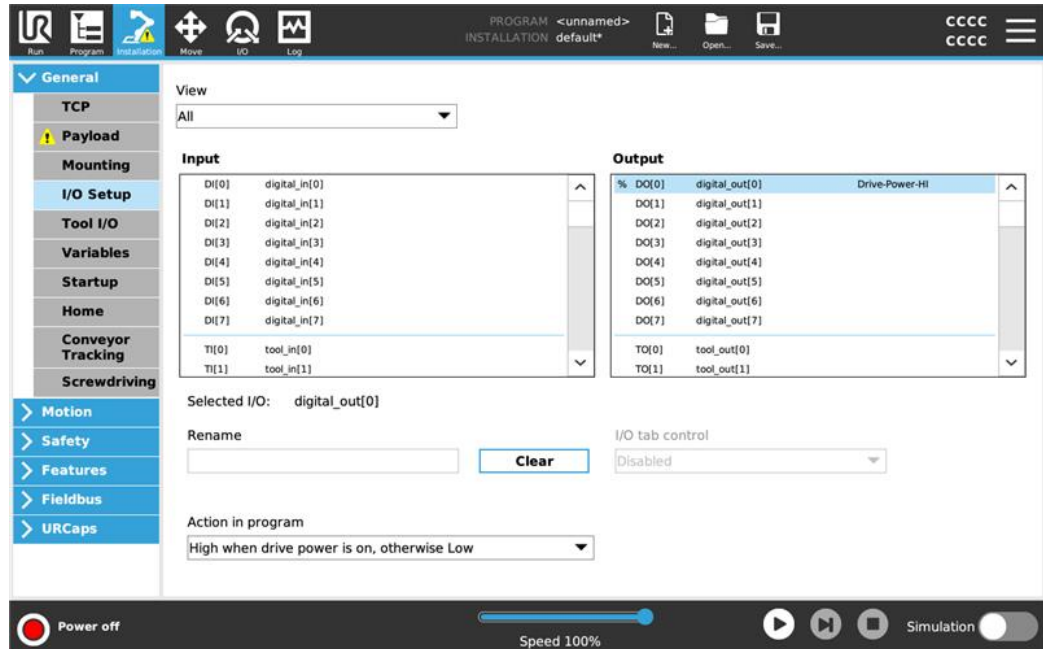 PROGRAM <unnamed>
INSTALLATION default*
UR
Run
Program
Installation
Move
I/O
Log
New...
Open...
Save...
cccc
cccc
General
TCP
Payload
Mounting
I/O Setup
Tool I/O
Variables
Startup
Home
Conveyor
Tracking
Screwdriving
Motion
Safety
Features
Fieldbus
URCaps
View
All
Input
DI[0] digital_in[0]
DI[1] digital_in[1]
DI[2] digital_in[2]
DI[3] digital_in[3]
DI[4] digital_in[4]
DI[5] digital_in[5]
DI[6] digital_in[6]
DI[7] digital_in[7]
TI[0] tool_in[0]
TI[1] tool_in[1]
Output
% DO[0] digital_out[0] Drive-Power-HI
DO[1] digital_out[1]
DO[2] digital_out[2]
DO[3] digital_out[3]
DO[4] digital_out[4]
DO[5] digital_out[5]
DO[6] digital_out[6]
DO[7] digital_out[7]
TO[0] tool_out[0]
TO[1] tool_out[1]
Selected I/O: digital_out[0]
Rename
Clear
I/O tab control
Disabled
Action in program
High when drive power is on, otherwise Low
Power off
Speed 100%
Simulation